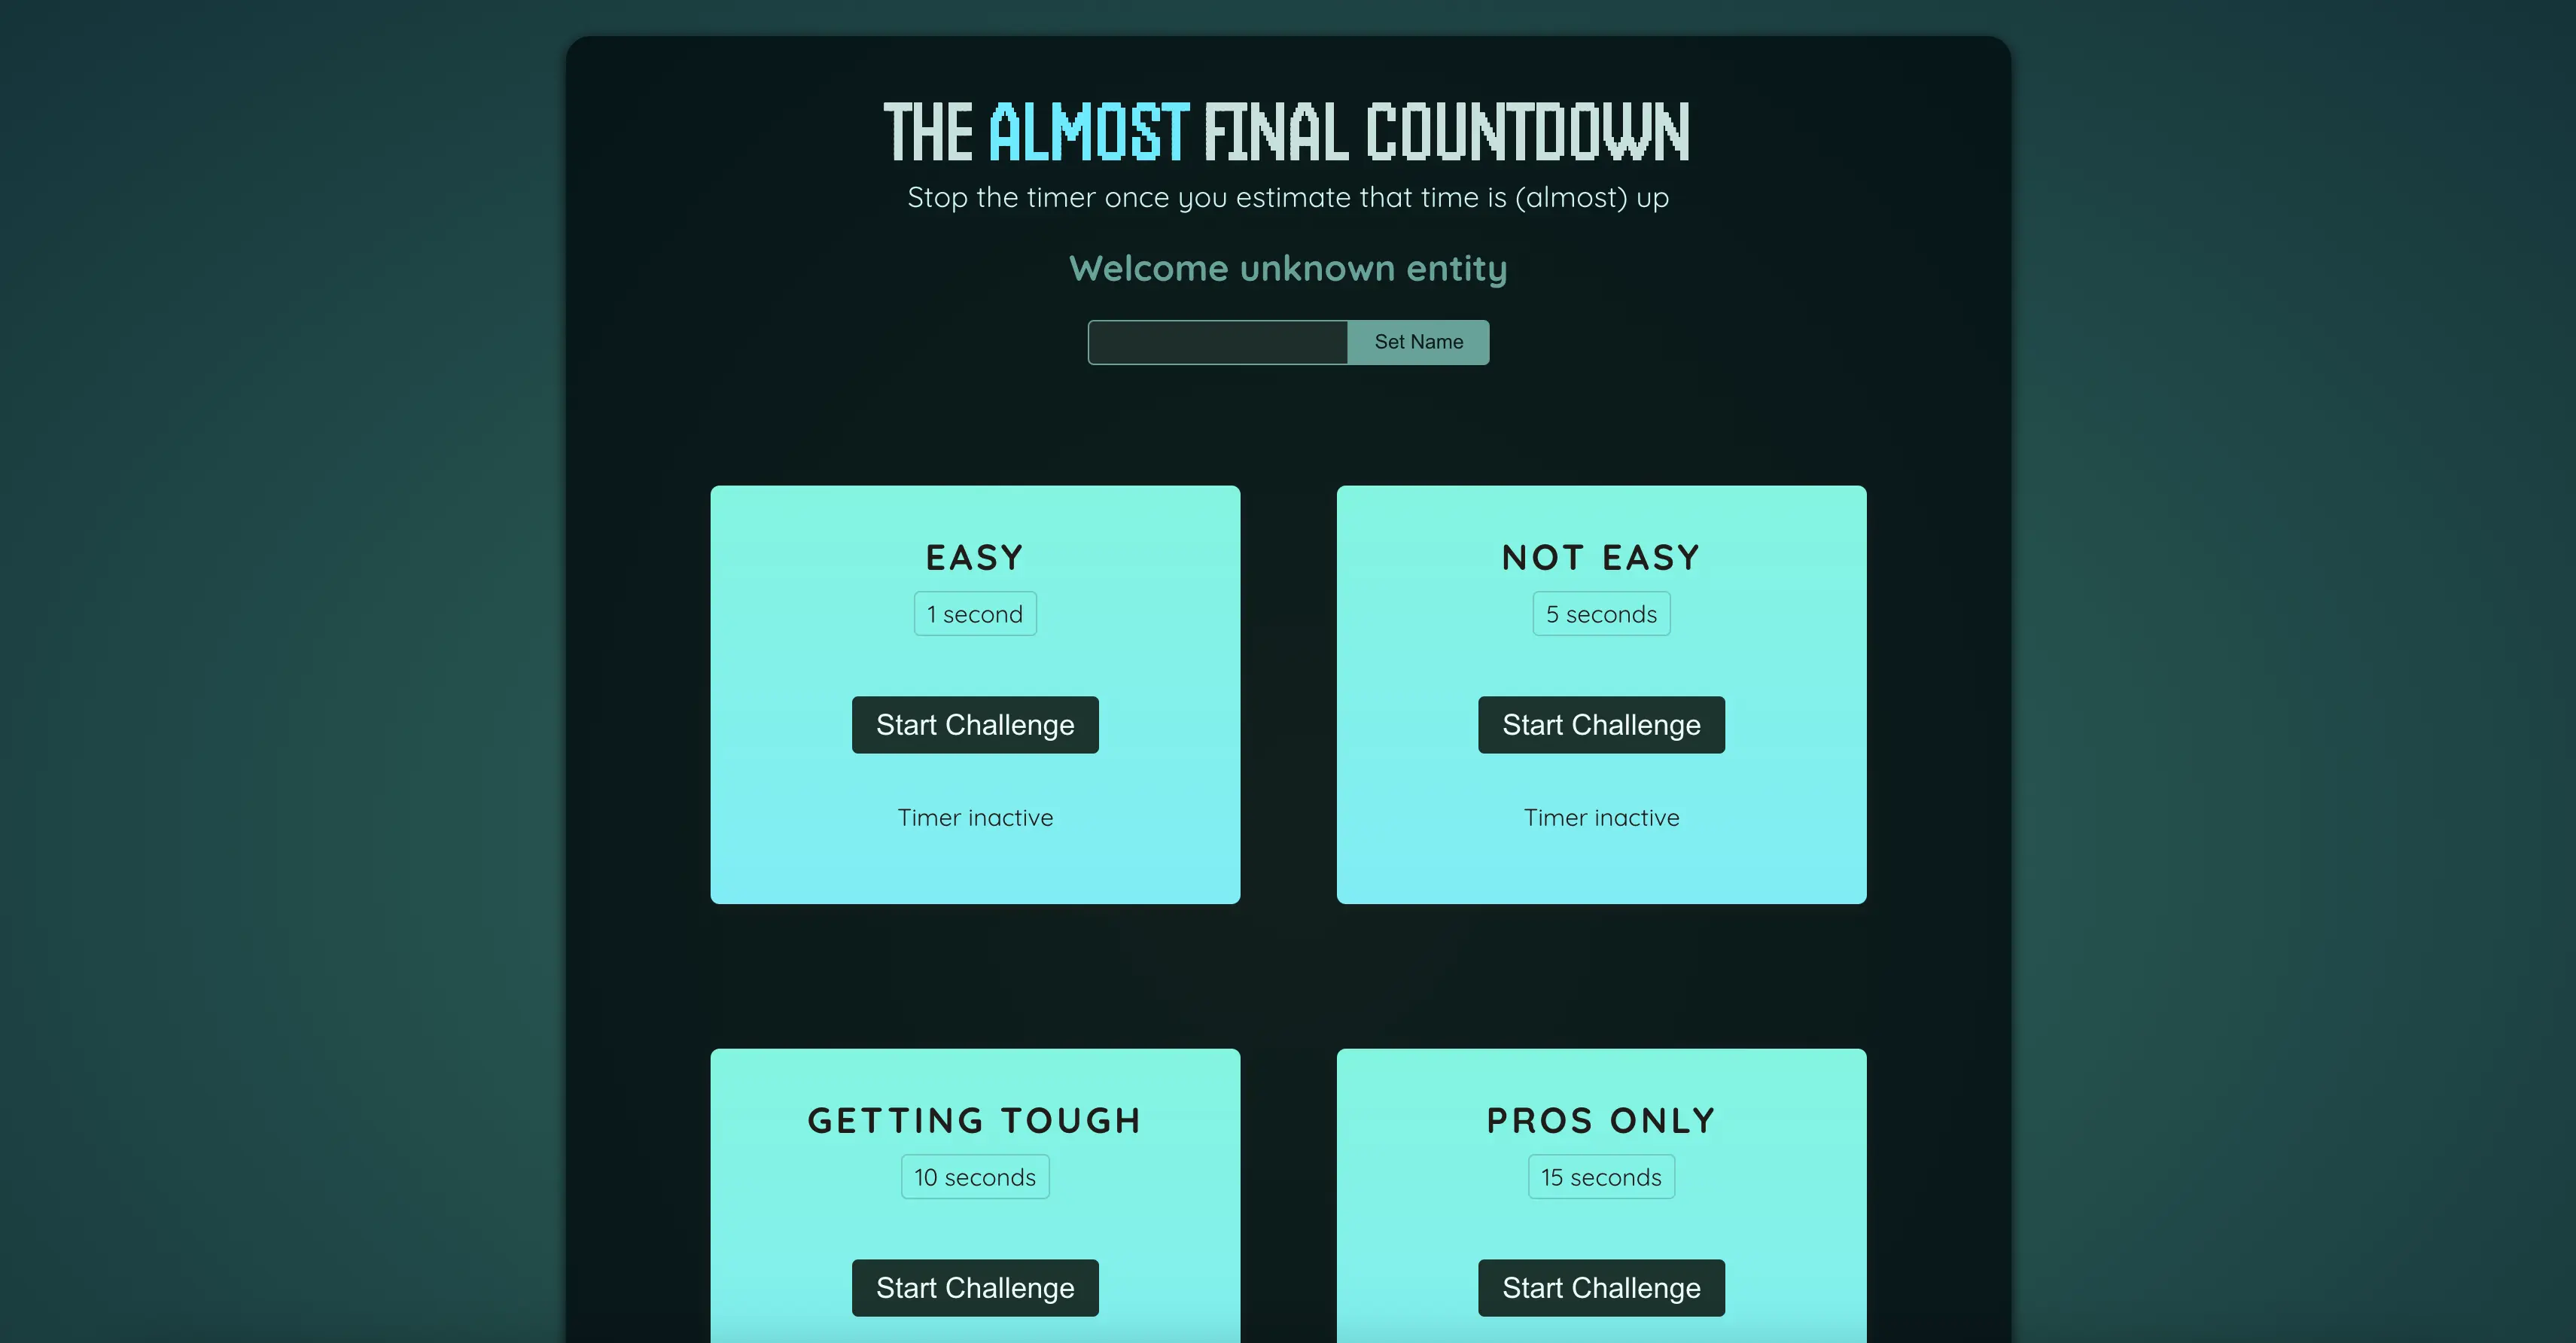 THE ALMOST FINAL COUNTDOWN
Stop the timer once you estimate that time is (almost) up
Welcome unknown entity
Set Name
EASY
1 second
Start Challenge
Timer inactive
NOT EASY
5 seconds
Start Challenge
Timer inactive
GETTING TOUGH
10 seconds
Start Challenge
PROS ONLY
15 seconds
Start Challenge